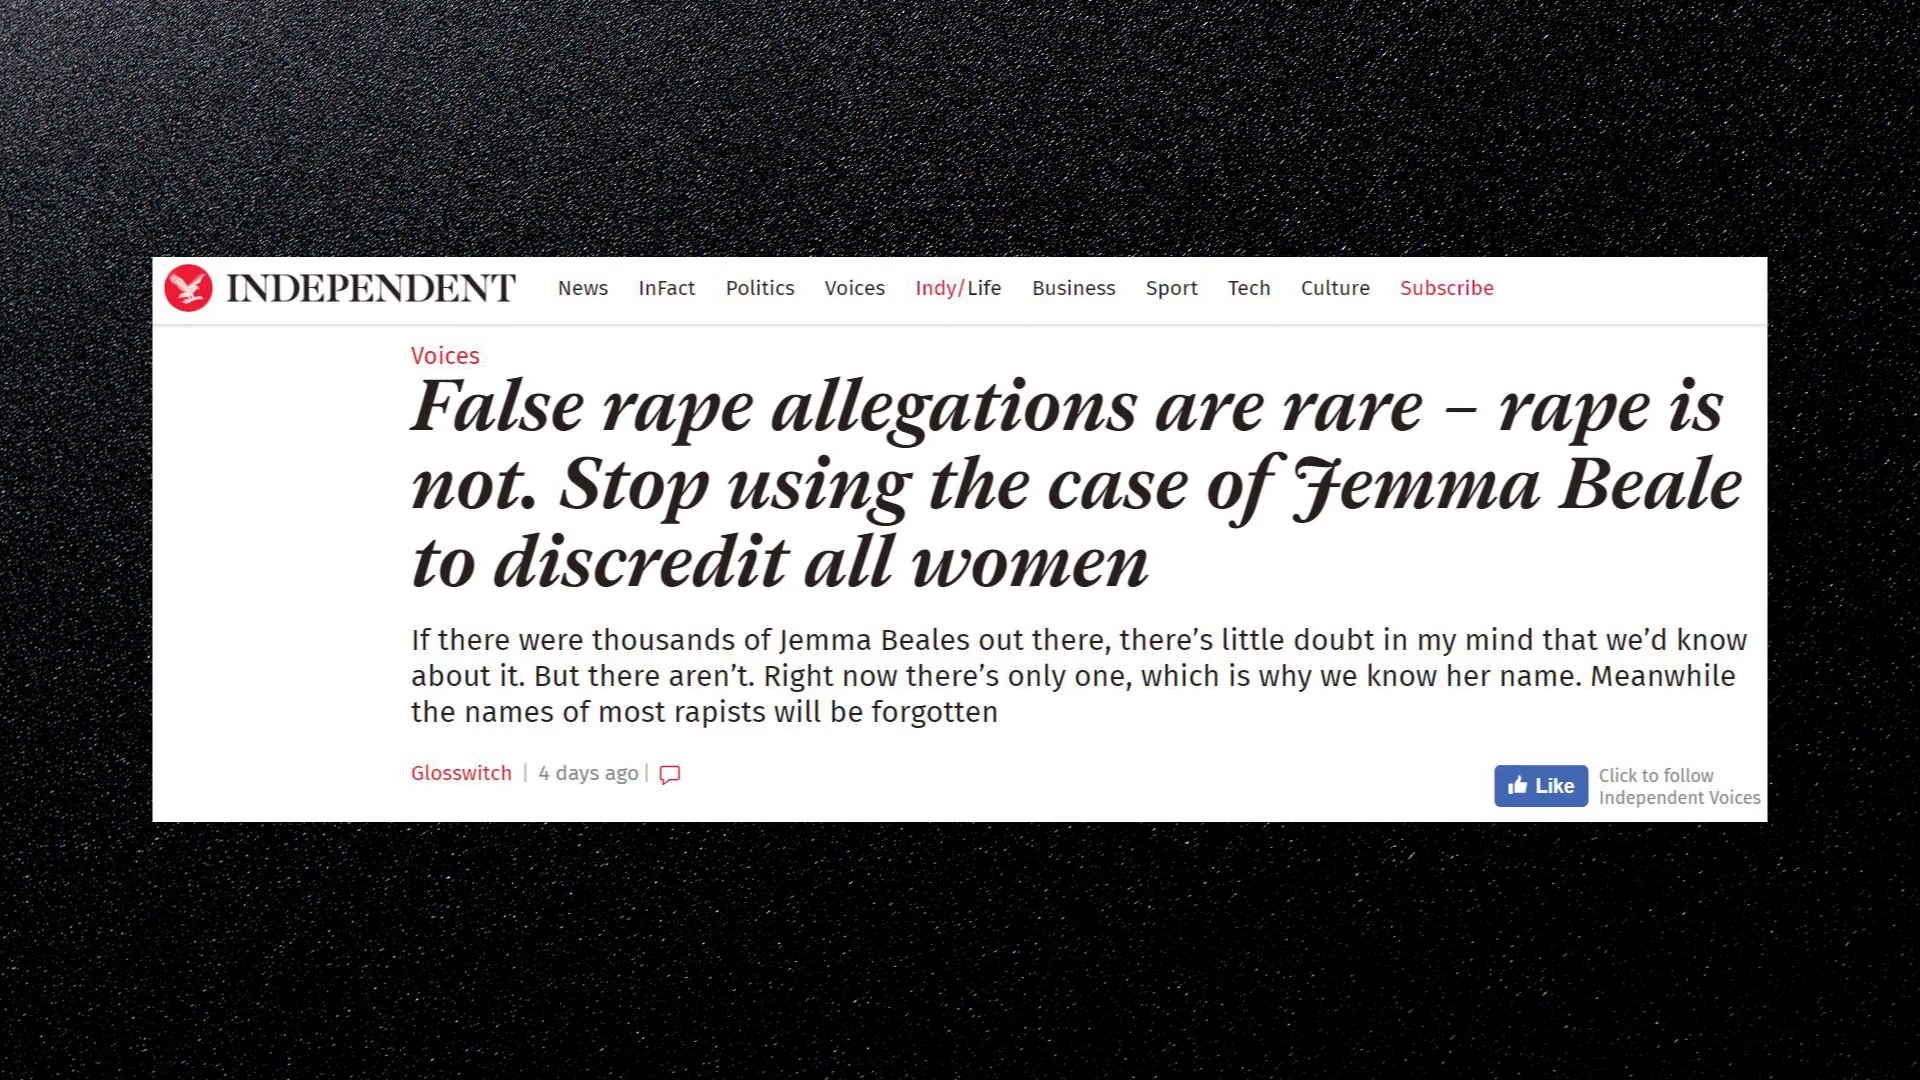 INDEPENDENT News InFact Politics Voices Indy/Life Business Sport Tech Culture Subscribe
Voices
False rape allegations are rare – rape is
not. Stop using the case of Jemma Beale
to discredit all women
If there were thousands of Jemma Beales out there, there’s little doubt in my mind that we’d know
about it. But there aren’t. Right now there’s only one, which is why we know her name. Meanwhile
the names of most rapists will be forgotten
Glosswitch | 4 days ago |
Like
Click to follow
Independent Voices